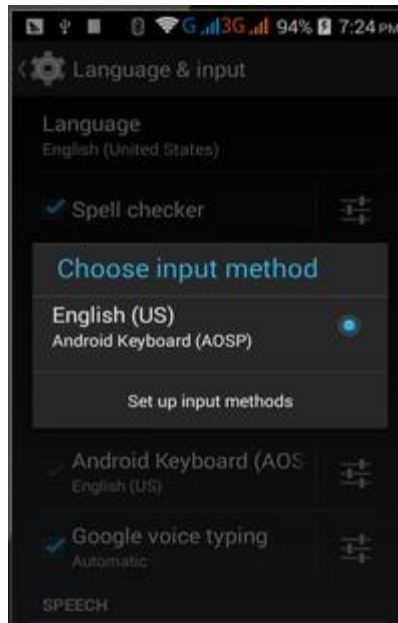 G 3G 94% 7:24 PM
Language & input
Language
English (United States)
Spell checker
Choose input method
English (US)
Android Keyboard (AOSP)
Set up input methods
Android Keyboard (AOS
English (US)
Google voice typing
Automatic
SPEECH